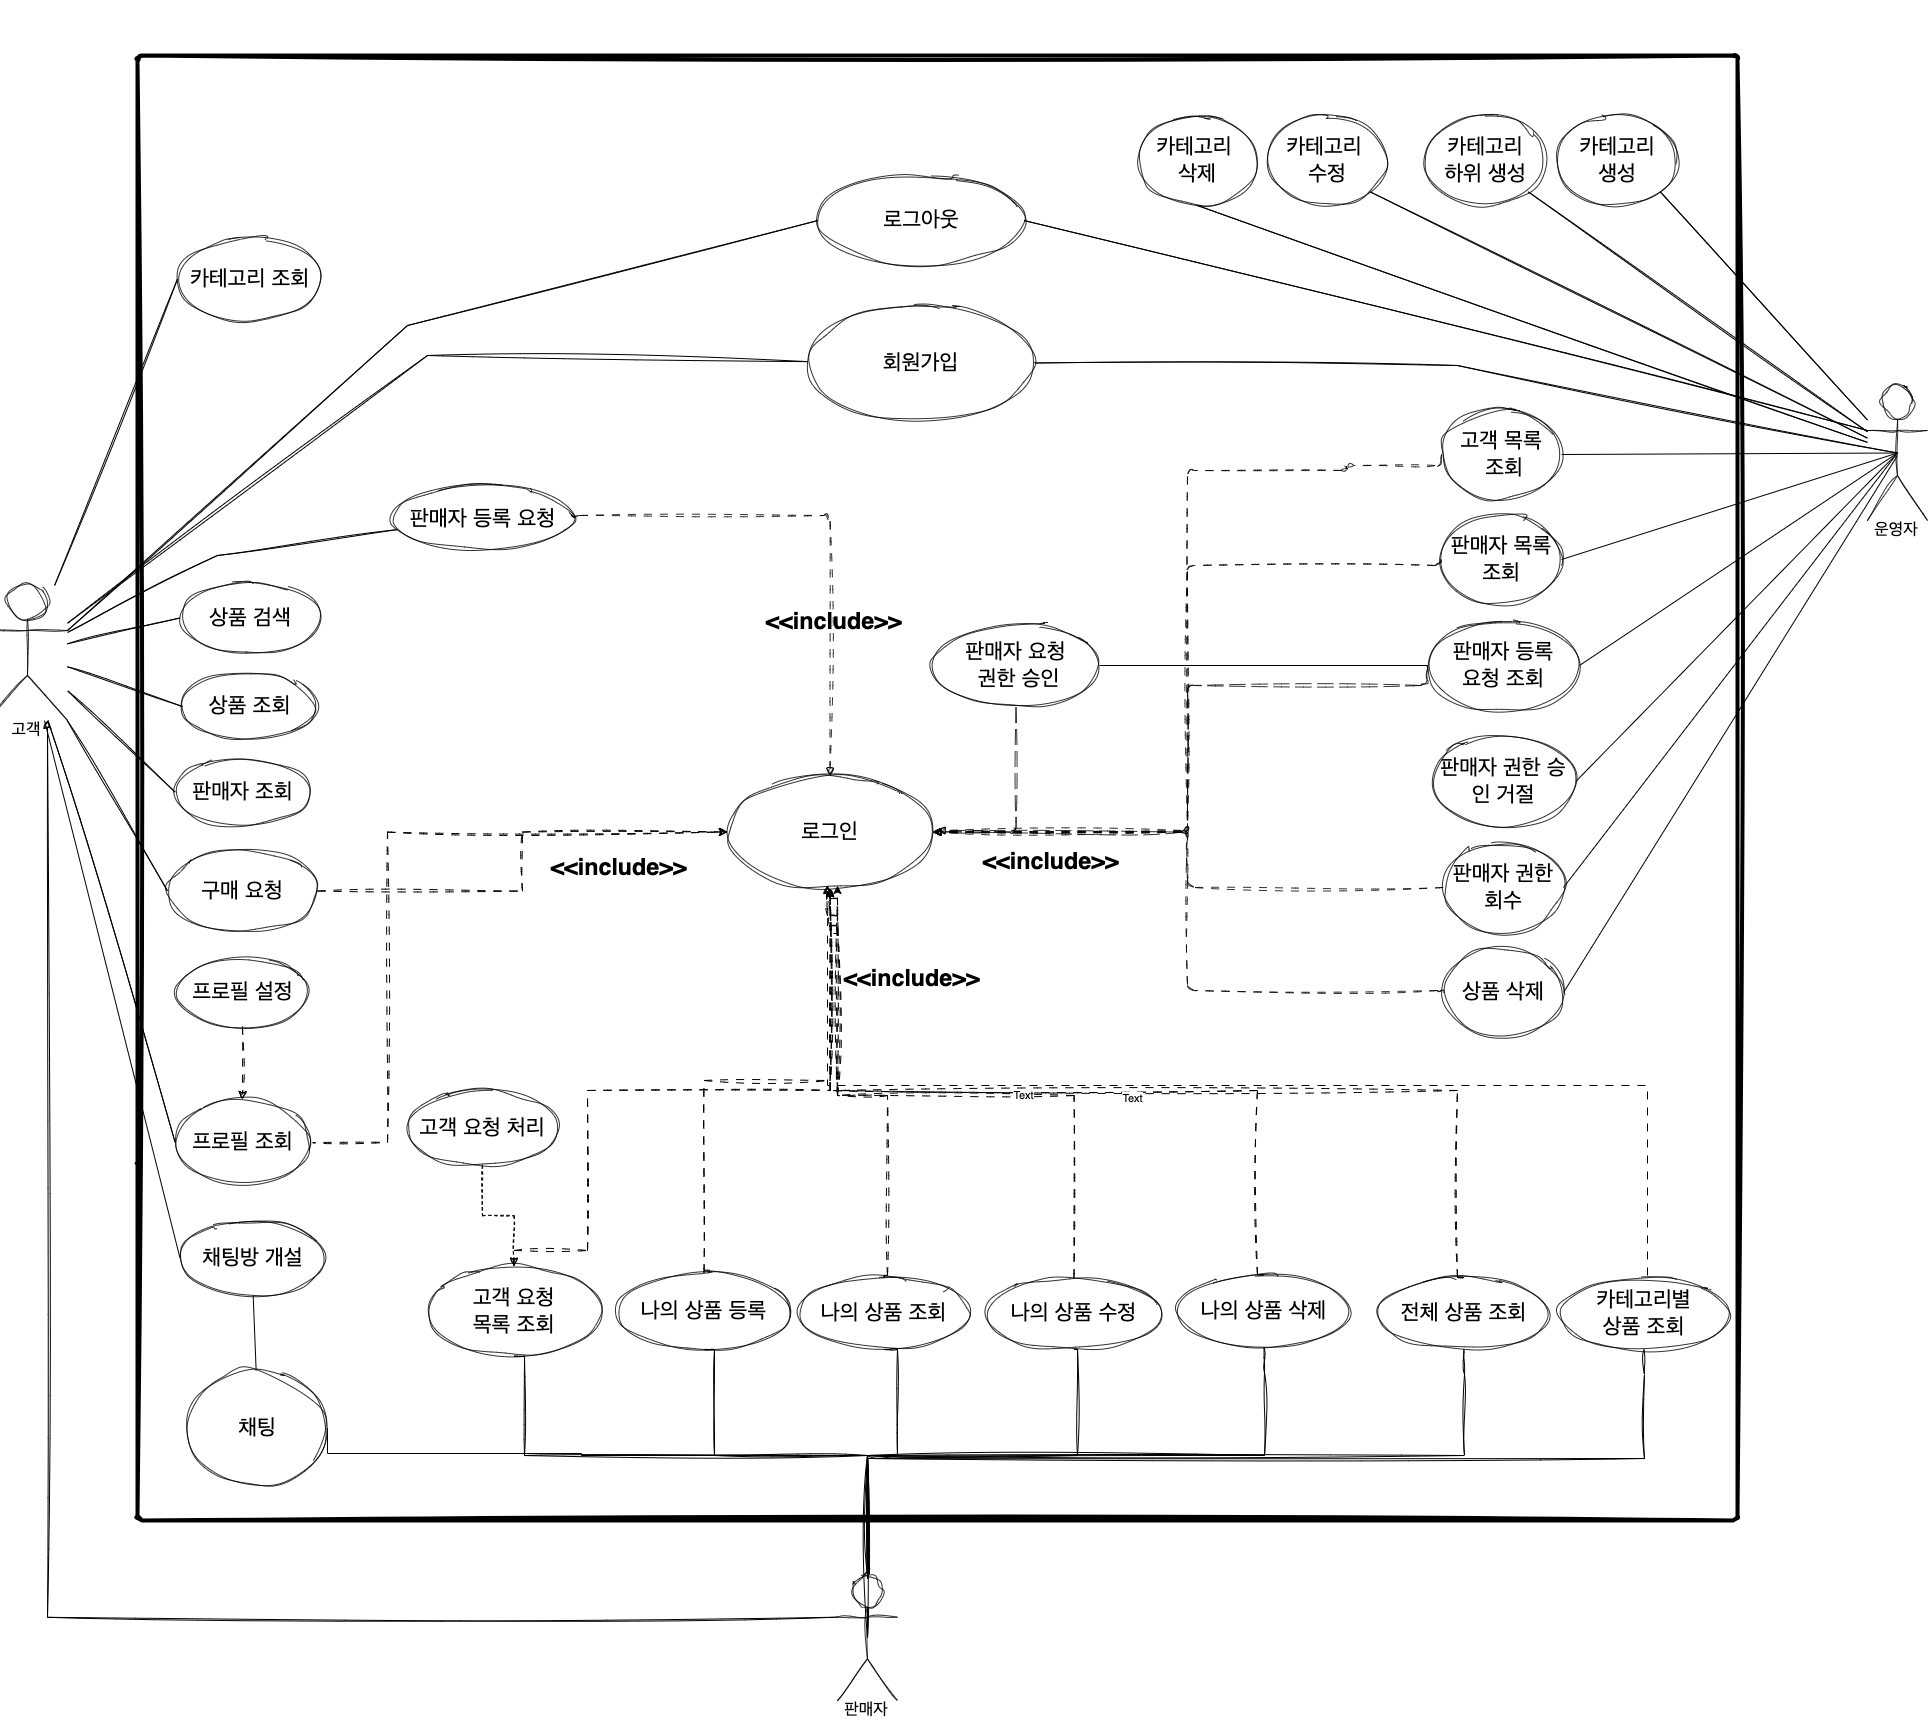 카테고리
삭제
카테고리
수정
카테고리
하위 생성
카테고리
생성
로그아웃
카테고리 조회
회원가입
고객 목록
조회
판매자 등록 요청
운영자
판매자 목록
조회
상품 검색
<<include>>
판매자 요청
권한 승인
판매자 등록
요청 조회
상품 조회
고객
판매자 조회
판매자 권한 승
인 거절
로그인
<<include>>
<<include>>
구매 요청
판매자 권한
회수
<<include>>
프로필 설정
상품 삭제
Text
Text
고객 요청 처리
프로필 조회
채팅방 개설
고객 요청
목록 조회
나의 상품 등록
나의 상품 조회
나의 상품 수정
나의 상품 삭제
전체 상품 조회
카테고리별
상품 조회
채팅
판매자